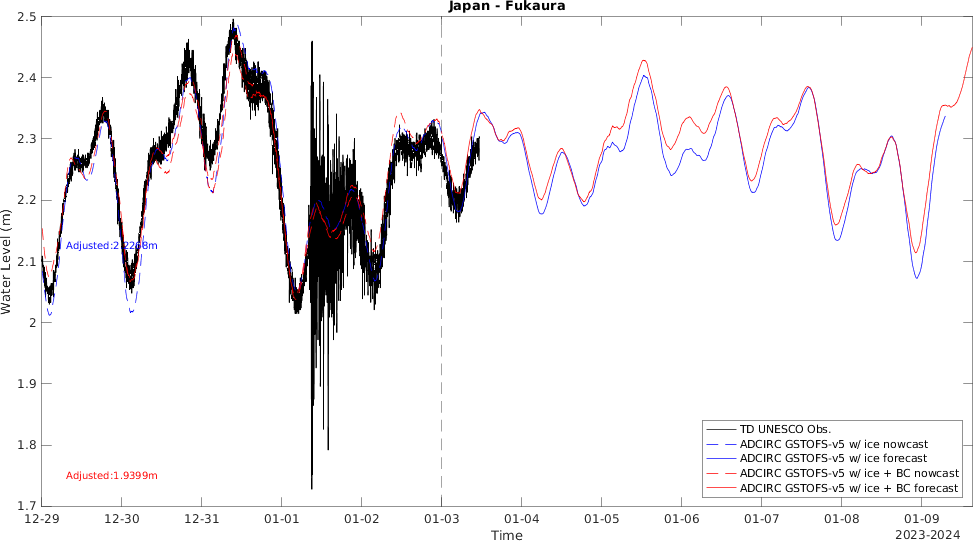 Japan - Fukaura
2.5
2.4
2.3
2.2
2.1
2
1.9
1.8
1.7
Water Level (m)
Adjusted:2.2268m
Adjusted:1.9399m
TD UNESCO Obs.
ADCIRC GSTOFS-v5 w/ ice nowcast
ADCIRC GSTOFS-v5 w/ ice forecast
ADCIRC GSTOFS-v5 w/ ice + BC nowcast
ADCIRC GSTOFS-v5 w/ ice + BC forecast
12-29 12-30 12-31 01-01 01-02 01-03 01-04 01-05 01-06 01-07 01-08 01-09
Time
2023-2024